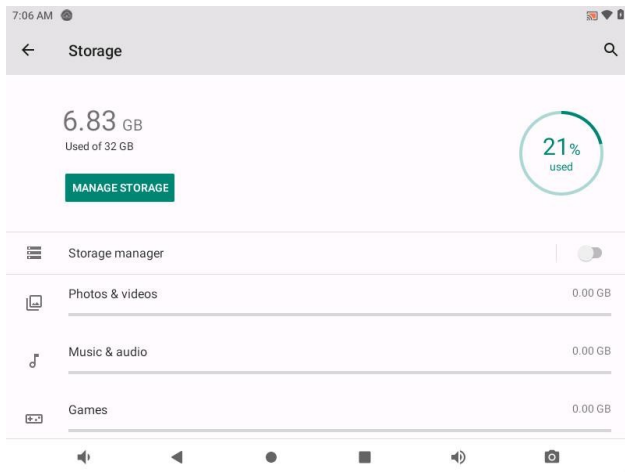 7:06 AM
Storage
6.83 GB
Used of 32 GB
21%
used
MANAGE STORAGE
Storage manager
Photos & videos
0.00 GB
Music & audio
0.00 GB
Games
0.00 GB